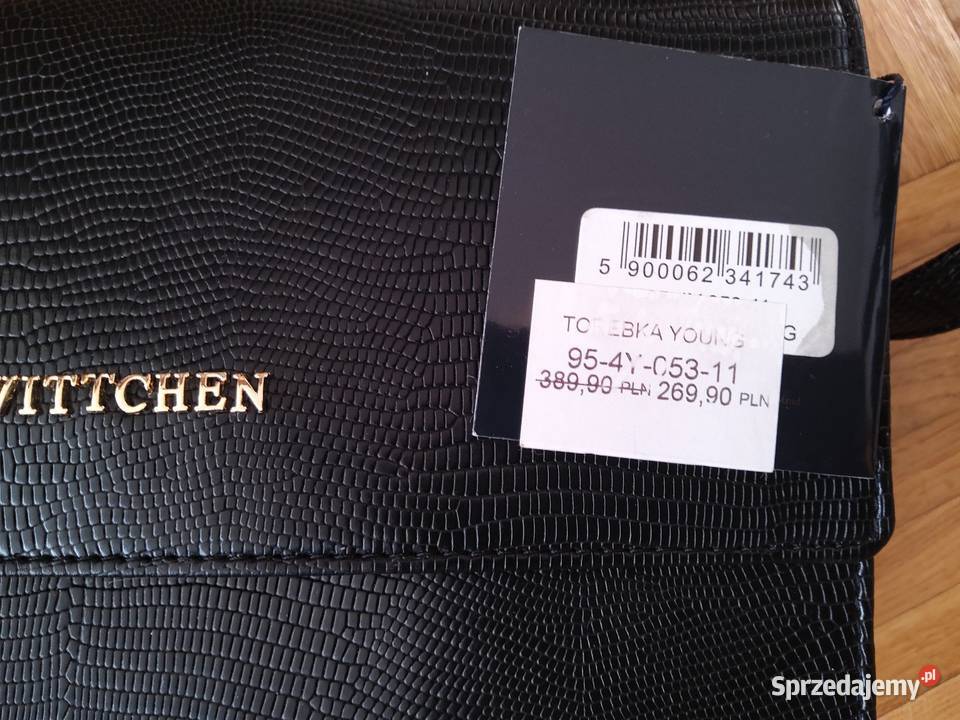 WITTCHEN
5 900062 341743
TOREBKA YOUNG
95-4Y-053-11
389,90 PLN 269,90 PLN
Sprzedajemy.pl